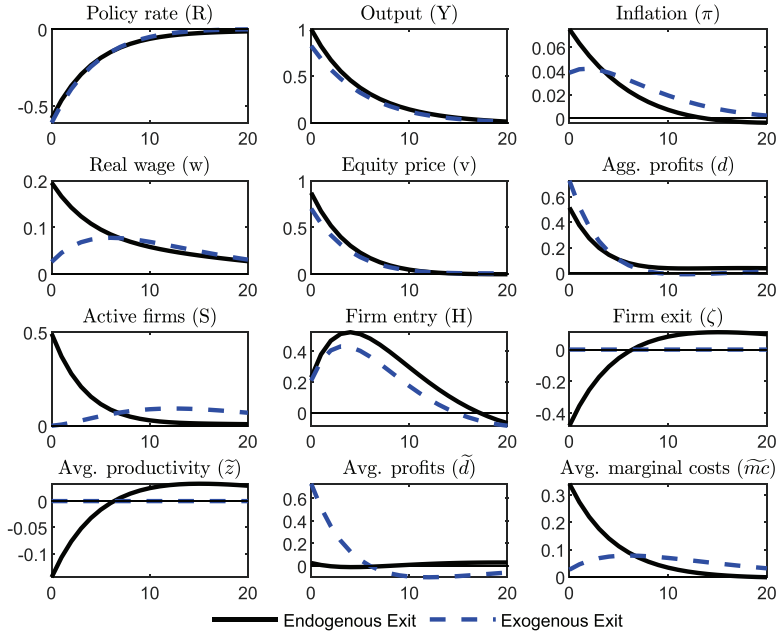 Policy rate (R) Output (Y) Inflation (π)
0 1 0.06
0.5 0.04
-0.5 0.02
0 0
0 10 20 0 10 20 0 10 20
Real wage (w) Equity price (v) Agg. profits (d)
0.2 1 0.6
0.1 0.5 0.4
0.2
0 0 0
0 10 20 0 10 20 0 10 20
Active firms (S) Firm entry (H) Firm exit (ζ)
0.5 0.4 0
0.2 -0.2
0 0 -0.4
0 10 20 0 10 20 0 10 20
Avg. productivity (z̃) Avg. profits (d̃) Avg. marginal costs (m̃c)
0 0.6 0.3
-0.05 0.4 0.2
-0.1 0.2 0.1
0 0
0 10 20 0 10 20 0 10 20
Endogenous Exit Exogenous Exit